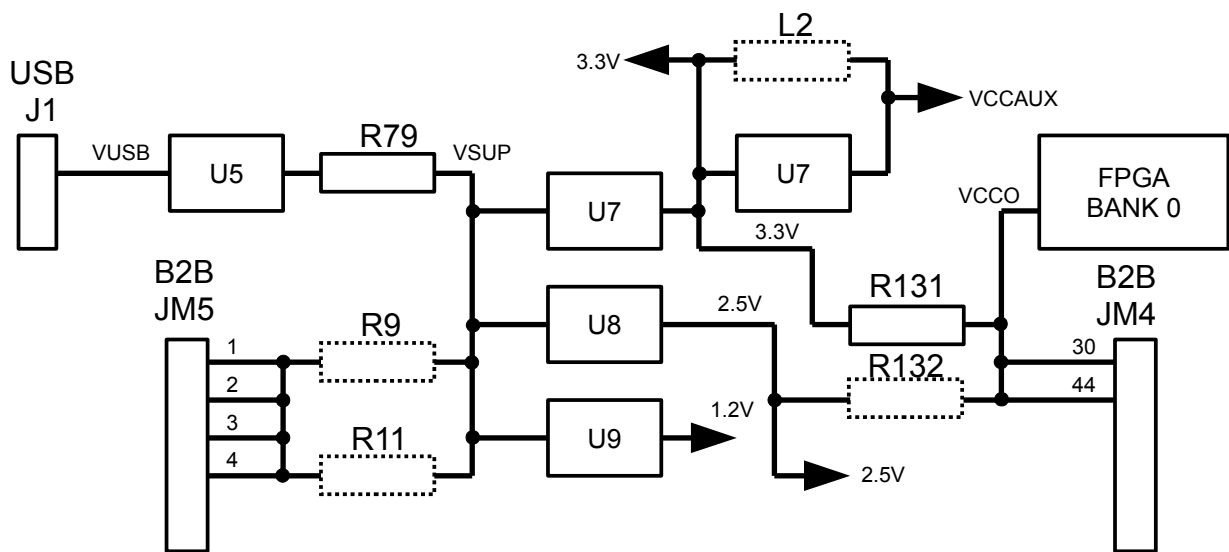 L2
3.3V
USB
J1
VCCAUX
R79
VUSB
VSUP
U5
U7
FPGA
BANK 0
VCCO
U7
3.3V
B2B
JM5
B2B
JM4
R131
2.5V
R9
U8
1
30
R132
2
44
1.2V
3
R11
U9
4
2.5V